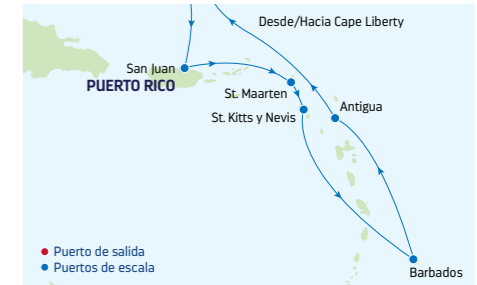 Desde/Hacia Cape Liberty
San Juan
PUERTO RICO
St. Maarten
St. Kitts y Nevis
Antigua
Barbados
Puerto de salida
Puertos de escala